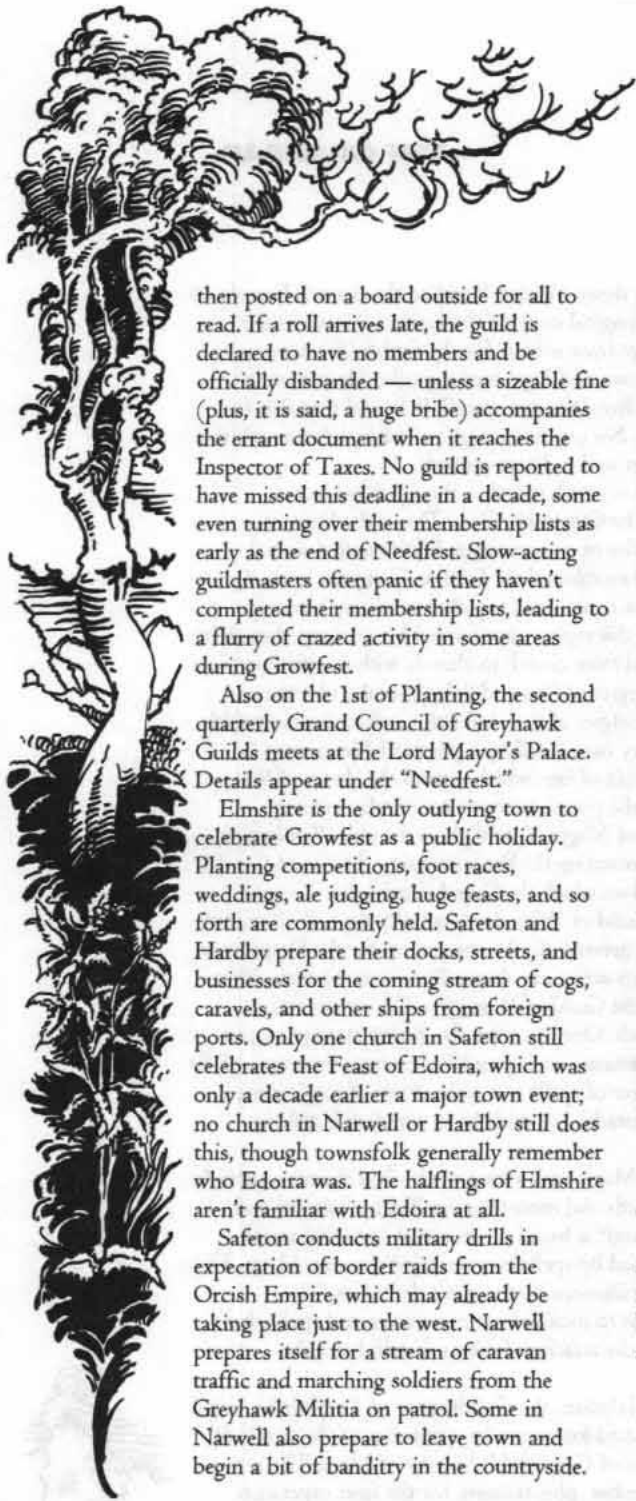 then posted on a board outside for all to
read. If a roll arrives late, the guild is
declared to have no members and be
officially disbanded — unless a sizeable fine
(plus, it is said, a huge bribe) accompanies
the errant document when it reaches the
Inspector of Taxes. No guild is reported to
have missed this deadline in a decade, some
even turning over their membership lists as
early as the end of Needfest. Slow-acting
guildmasters often panic if they haven't
completed their membership lists, leading to
a flurry of crazed activity in some areas
during Growfest.
Also on the 1st of Planting, the second
quarterly Grand Council of Greyhawk
Guilds meets at the Lord Mayor's Palace.
Details appear under "Needfest."
Elmshire is the only outlying town to
celebrate Growfest as a public holiday.
Planting competitions, foot races,
weddings, ale judging, huge feasts, and so
forth are commonly held. Safeton and
Hardby prepare their docks, streets, and
businesses for the coming stream of cogs,
caravels, and other ships from foreign
ports. Only one church in Safeton still
celebrates the Feast of Edoira, which was
only a decade earlier a major town event;
no church in Narwell or Hardby still does
this, though townsfolk generally remember
who Edoira was. The halflings of Elmshire
aren't familiar with Edoira at all.
Safeton conducts military drills in
expectation of border raids from the
Orcish Empire, which may already be
taking place just to the west. Narwell
prepares itself for a stream of caravan
traffic and marching soldiers from the
Greyhawk Militia on patrol. Some in
Narwell also prepare to leave town and
begin a bit of banditry in the countryside.